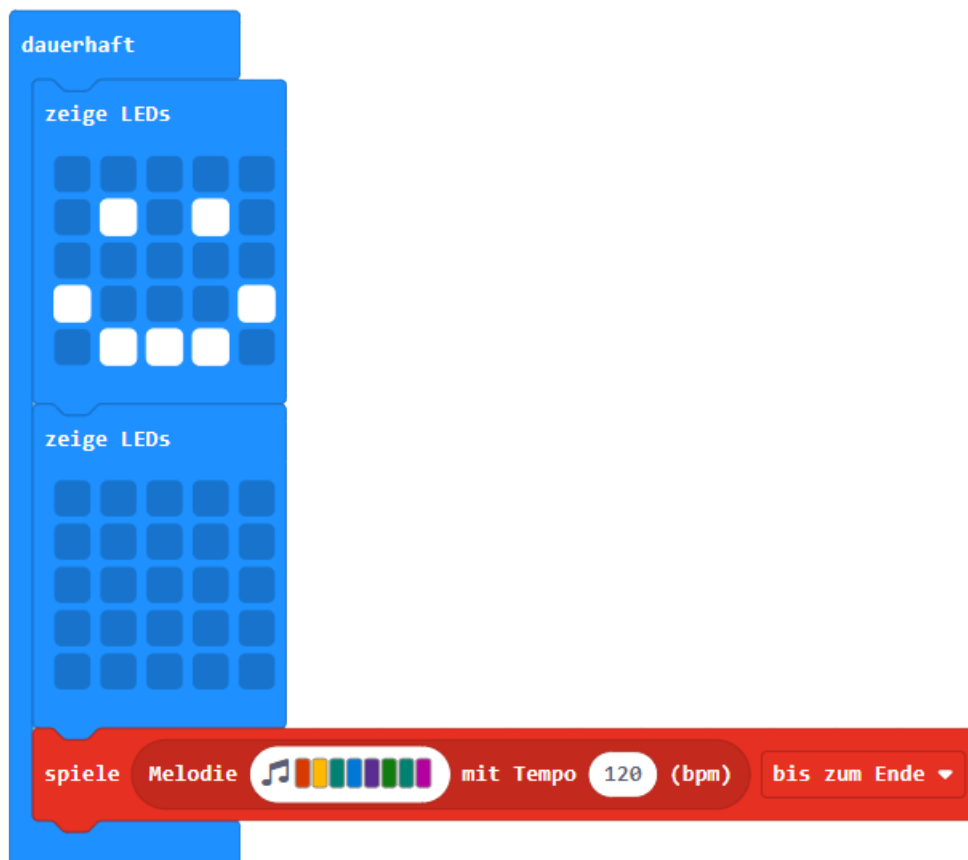 dauerhaft
zeige LEDs
zeige LEDs
spiele Melodie mit Tempo 120 (bpm) bis zum Ende